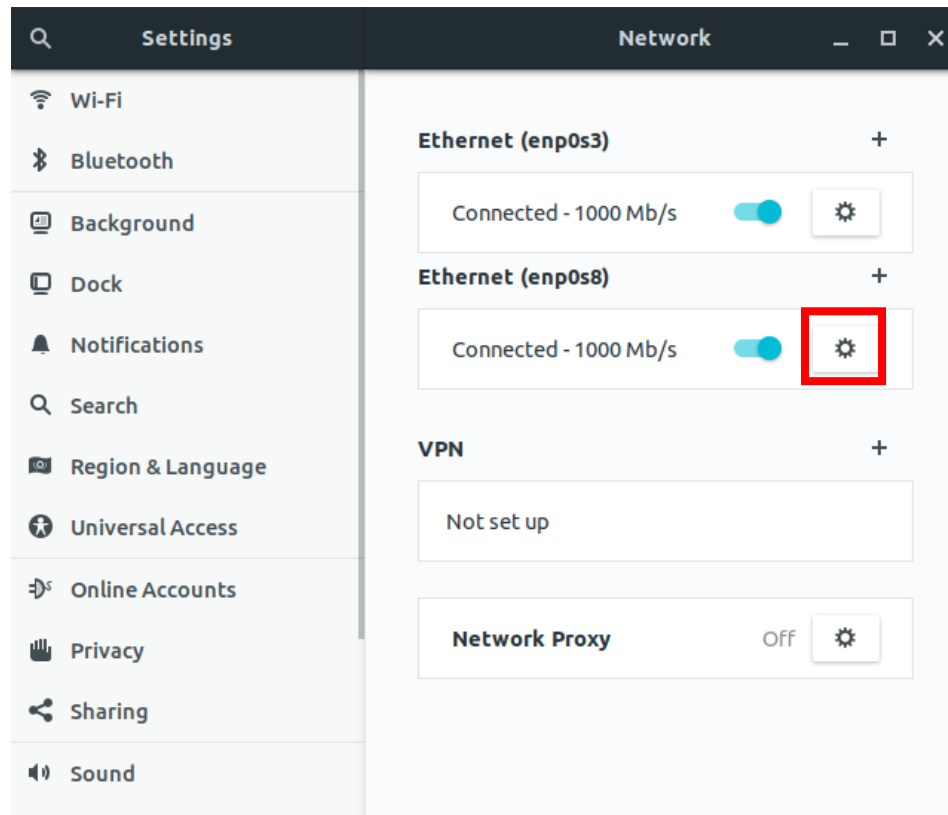 Settings
Network
Wi-Fi
Bluetooth
Background
Dock
Notifications
Search
Region & Language
Universal Access
Online Accounts
Privacy
Sharing
Sound
Ethernet (enp0s3)
Connected - 1000 Mb/s
Ethernet (enp0s8)
Connected - 1000 Mb/s
VPN
Not set up
Network Proxy Off